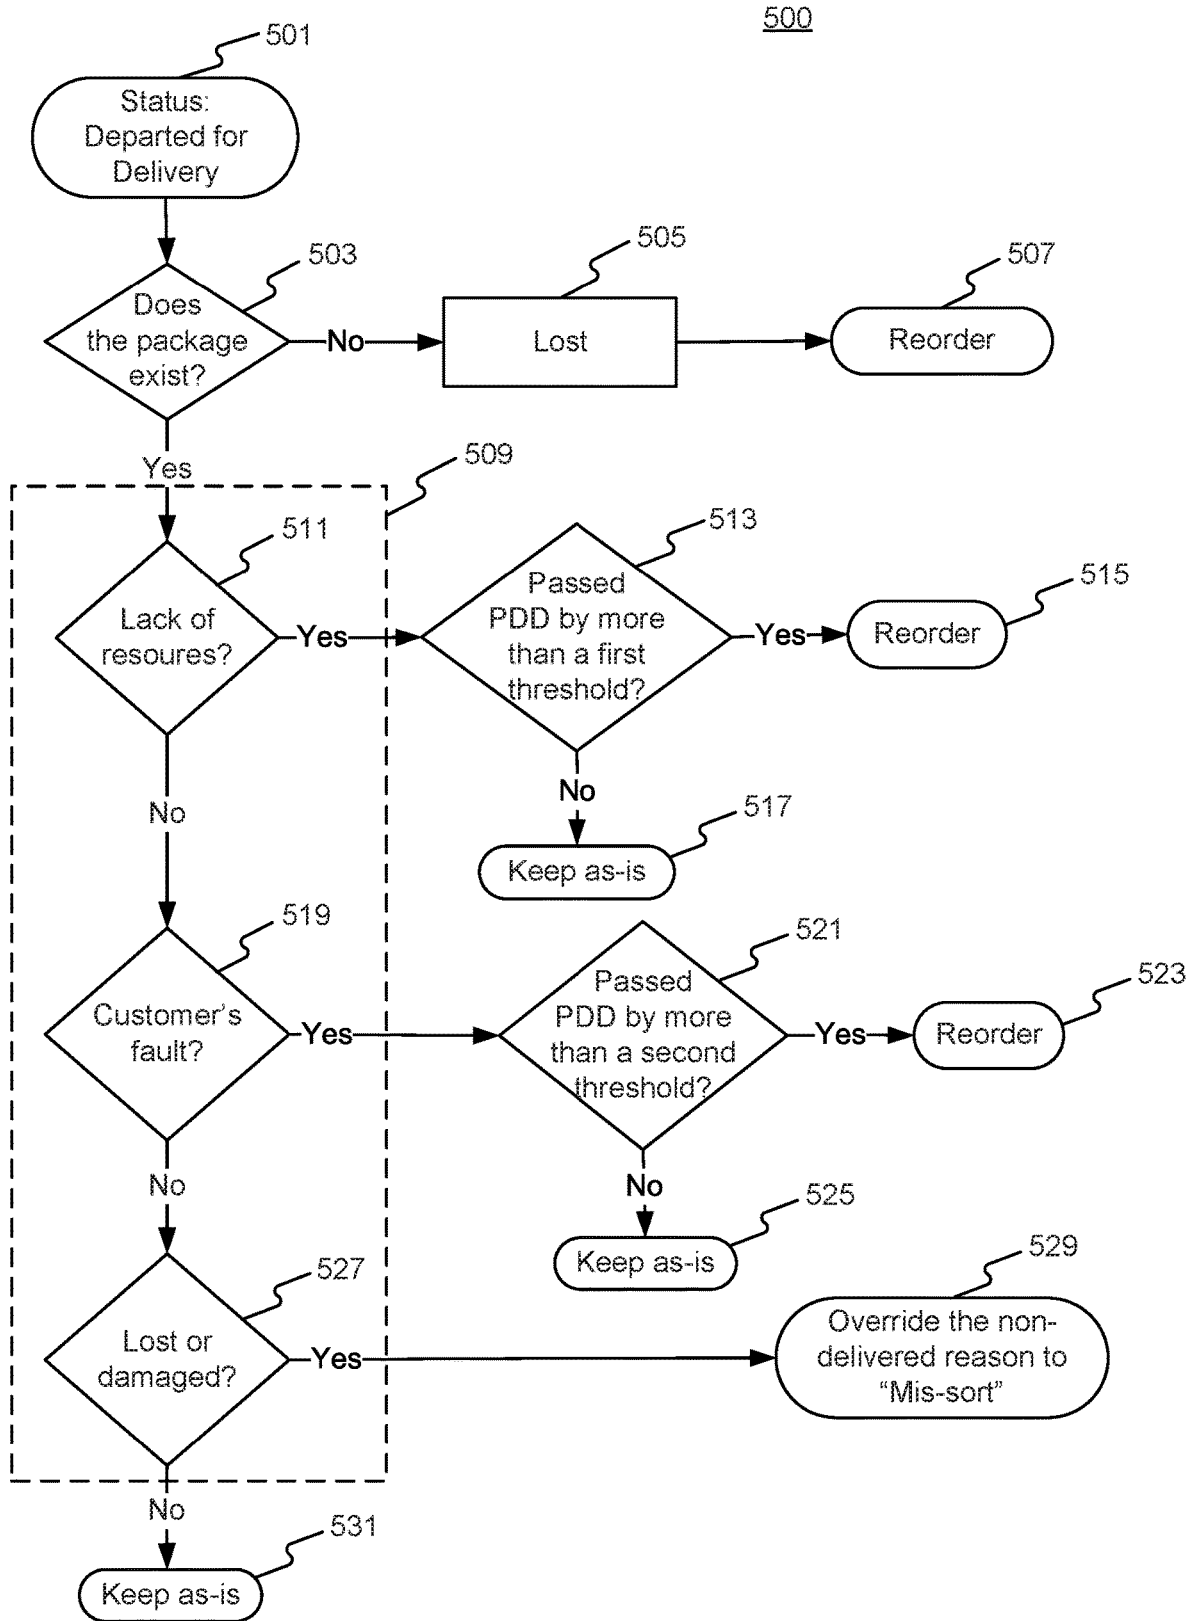 500
501
Status:
Departed for
Delivery
503
Does
the package
exist?
No
505
Lost
507
Reorder
Yes
509
511
Lack of
resoures?
Yes
513
Passed
PDD by more
than a first
threshold?
Yes
515
Reorder
No
517
Keep as-is
No
519
Customer's
fault?
Yes
521
Passed
PDD by more
than a second
threshold?
Yes
523
Reorder
No
525
Keep as-is
No
527
Lost or
damaged?
Yes
529
Override the non-
delivered reason to
“Mis-sort”
No
531
Keep as-is